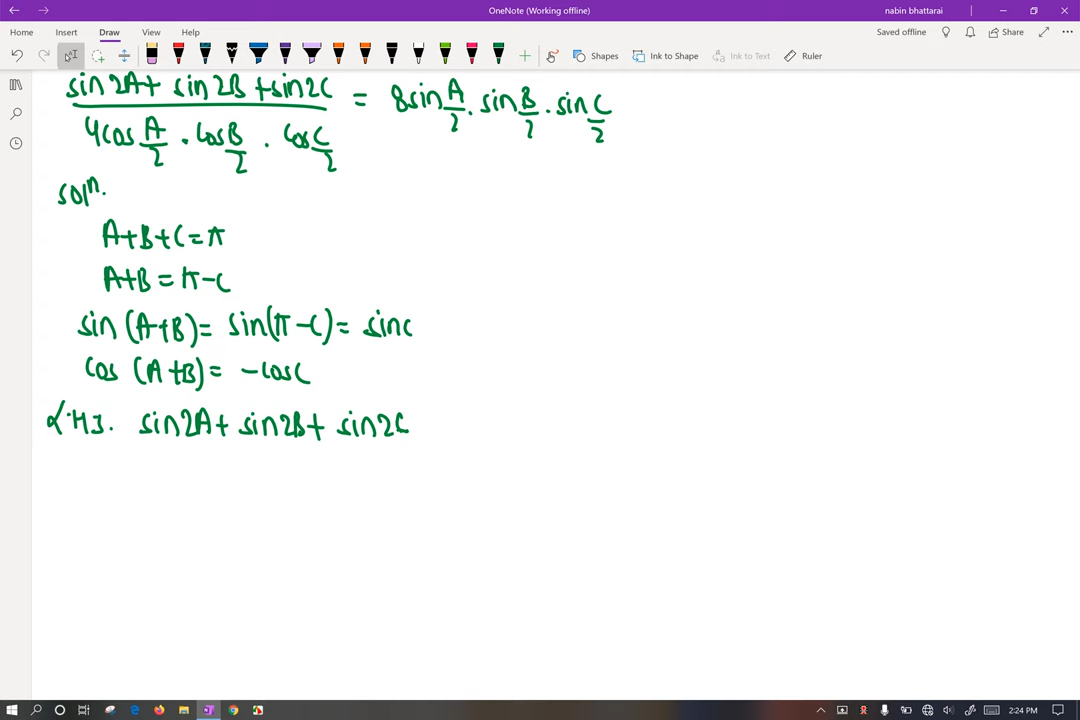 OneNote (Working offline)
nabin bhattarai
Home Insert Draw View Help
Saved offline
Share
Shapes
Ink to Shape
Ink to Text
Ruler
sin2A+ sin2B +sin2C / 4cos A/2 . cos B/2 . cos C/2 = 8sin A/2 . sin B/2 . sin C/2
Solⁿ.
A+B+C=π
A+B=π-C
sin (A+B)= sin(π-C)= sinc
cos (A+B)= -cosC
L.H.S. sin2A+ sin2B+ sin2C
2:24 PM